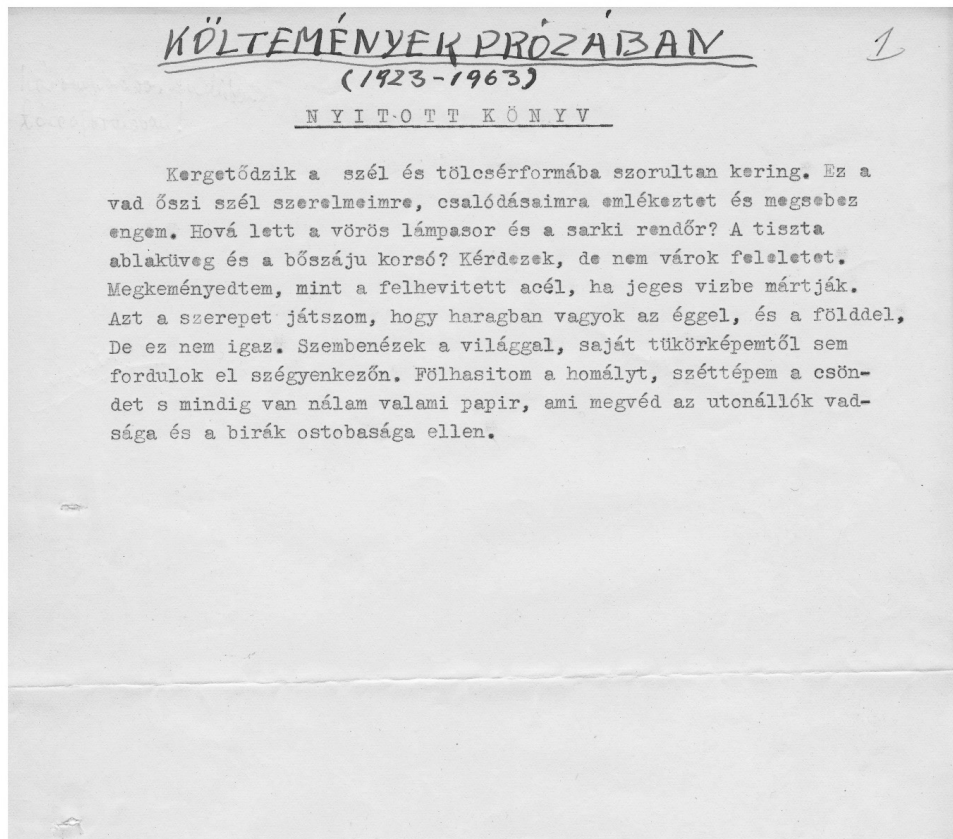 KÖLTEMÉNYEK PRÓZÁBAN
1
(1923-1963)
NYITOTT KÖNYV
Kergetődzik a szél és tölcsérformába szorultan kering. Ez a
vad őszi szél szerelmeimre, csalódásaimra emlékeztet és megsebez
engem. Hová lett a vörös lámpasor és a sarki rendőr? A tiszta
ablaküveg és a bőszáju korsó? Kérdezek, de nem várok feleletet.
Megkeményedtem, mint a felhevitett acél, ha jeges vizbe mártják.
Azt a szerepet játszom, hogy haragban vagyok az éggel, és a földdel,
De ez nem igaz. Szembenézek a világgal, saját tükörképemtől sem
fordulok el szégyenkezőn. Fölhasitom a homályt, széttépem a csön-
det s mindig van nálam valami papir, ami megvéd az utonállók vad-
sága és a birák ostobasága ellen.